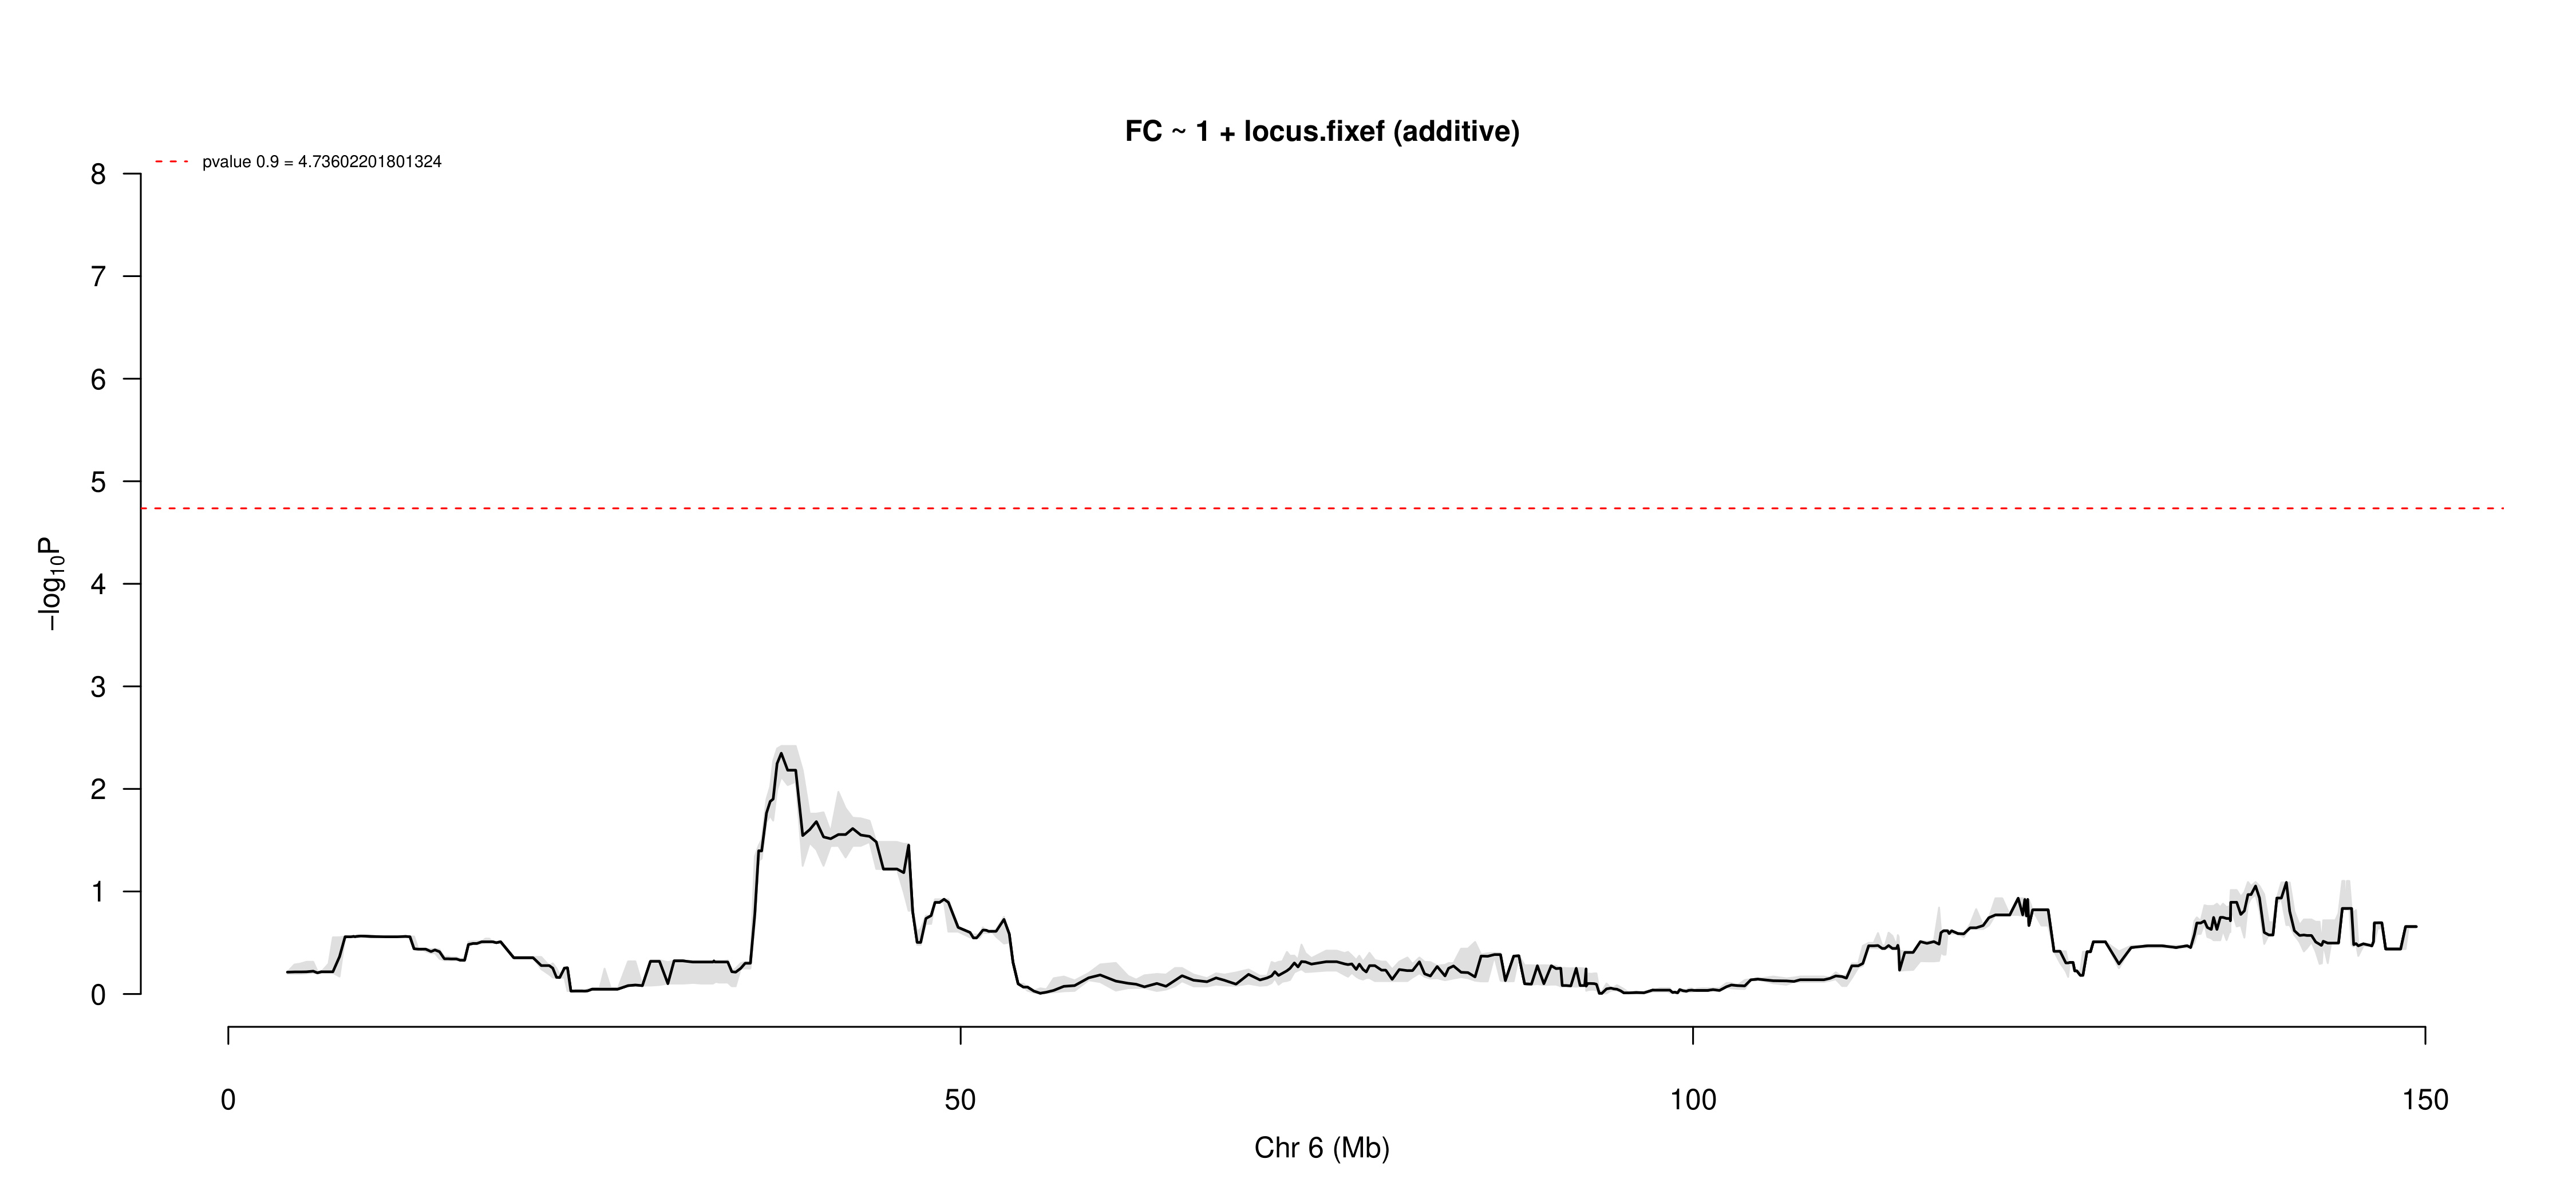 FC ~ 1 + locus.fixef (additive)
pvalue 0.9 = 4.73602201801324
8
7
6
5
4
3
2
1
0
−log10P
0 50 100 150
Chr 6 (Mb)